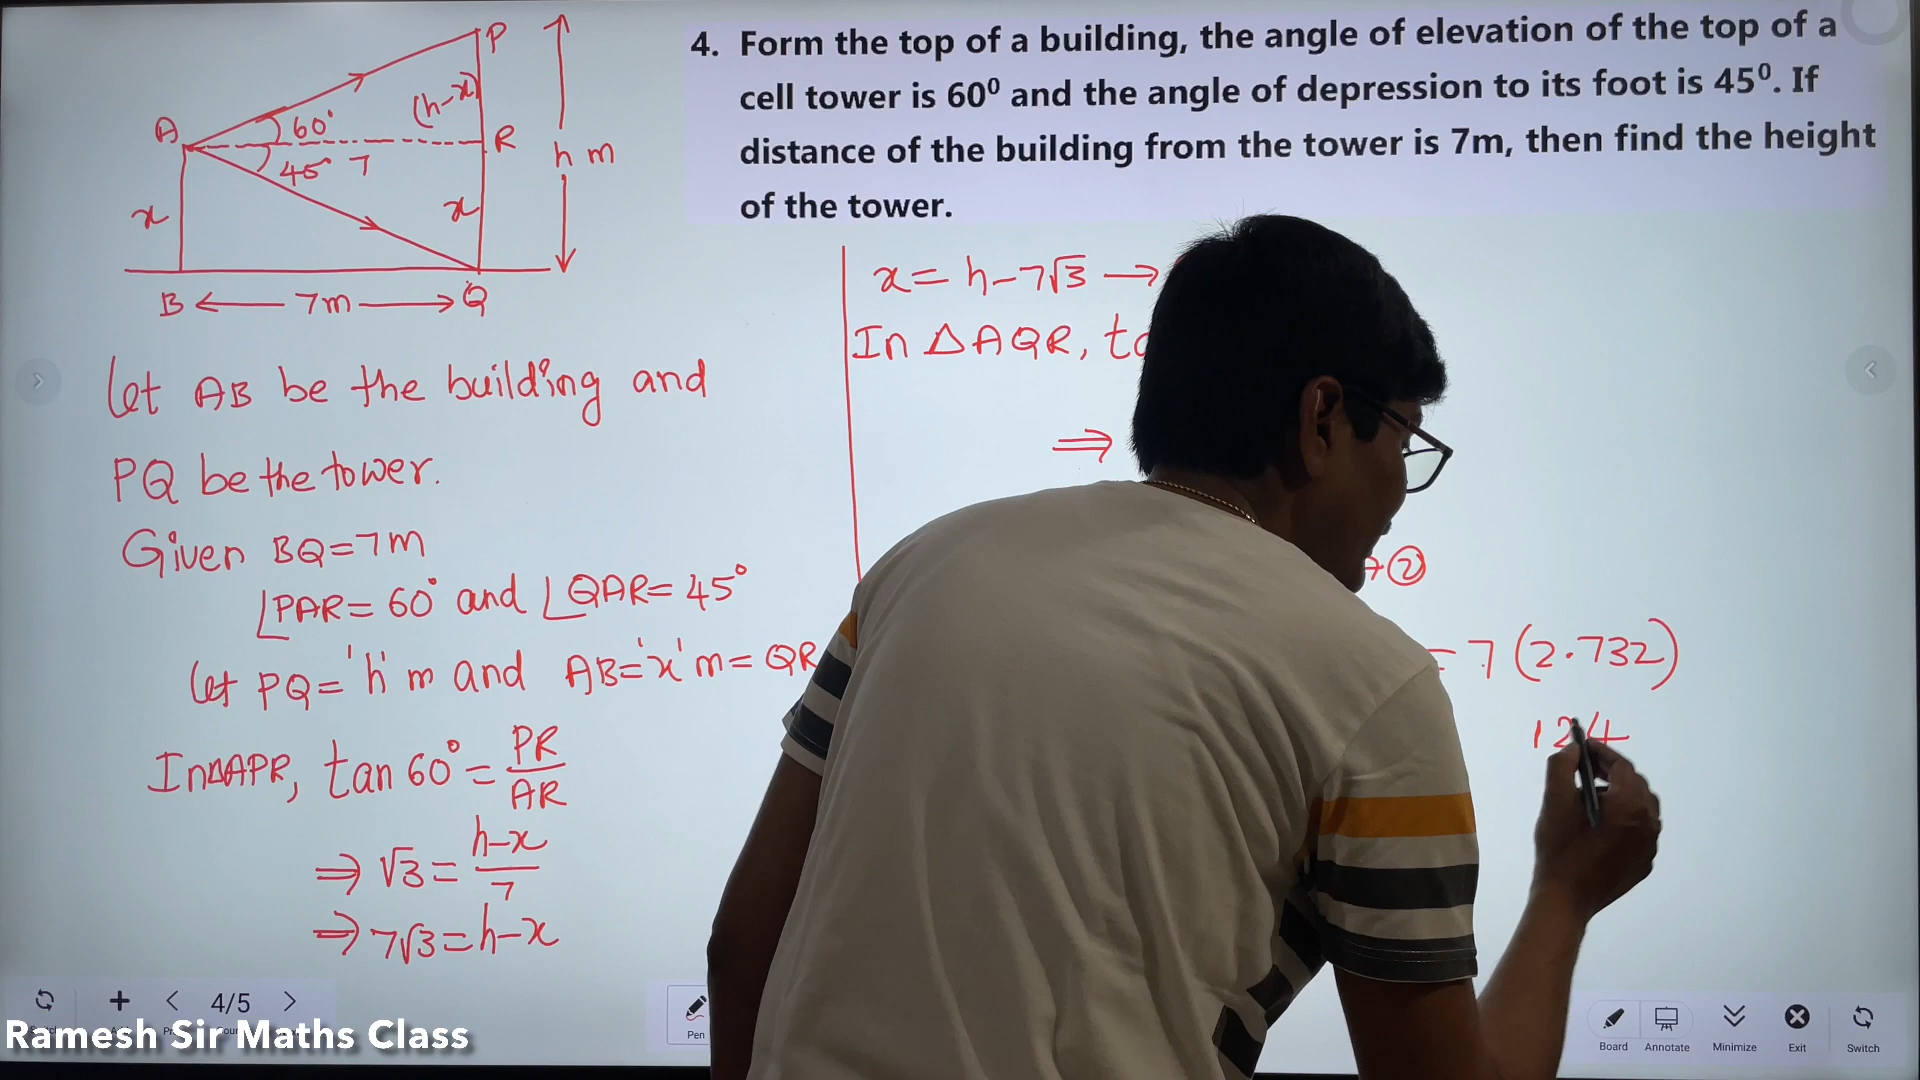 P
A
60°
(h-x)
R
45° 7
h m
x
x
B ← 7m → Q
4. Form the top of a building, the angle of elevation of the top of a
cell tower is 60⁰ and the angle of depression to its foot is 45⁰. If
distance of the building from the tower is 7m, then find the height
of the tower.
Let AB be the building and
PQ be the tower.
Given BQ=7m
∠PAR = 60° and ∠QAR = 45°
Let PQ = 'h' m and AB = 'x' m = QR
In ΔAPR, tan 60° = PR/AR
⇒ √3 = h-x/7
⇒ 7√3 = h-x
x = h-7√3 →
In ΔAQR,
⇒
②
= 7 (2.732)
4/5
Pen
Board
Annotate
Minimize
Exit
Switch
Ramesh Sir Maths Class